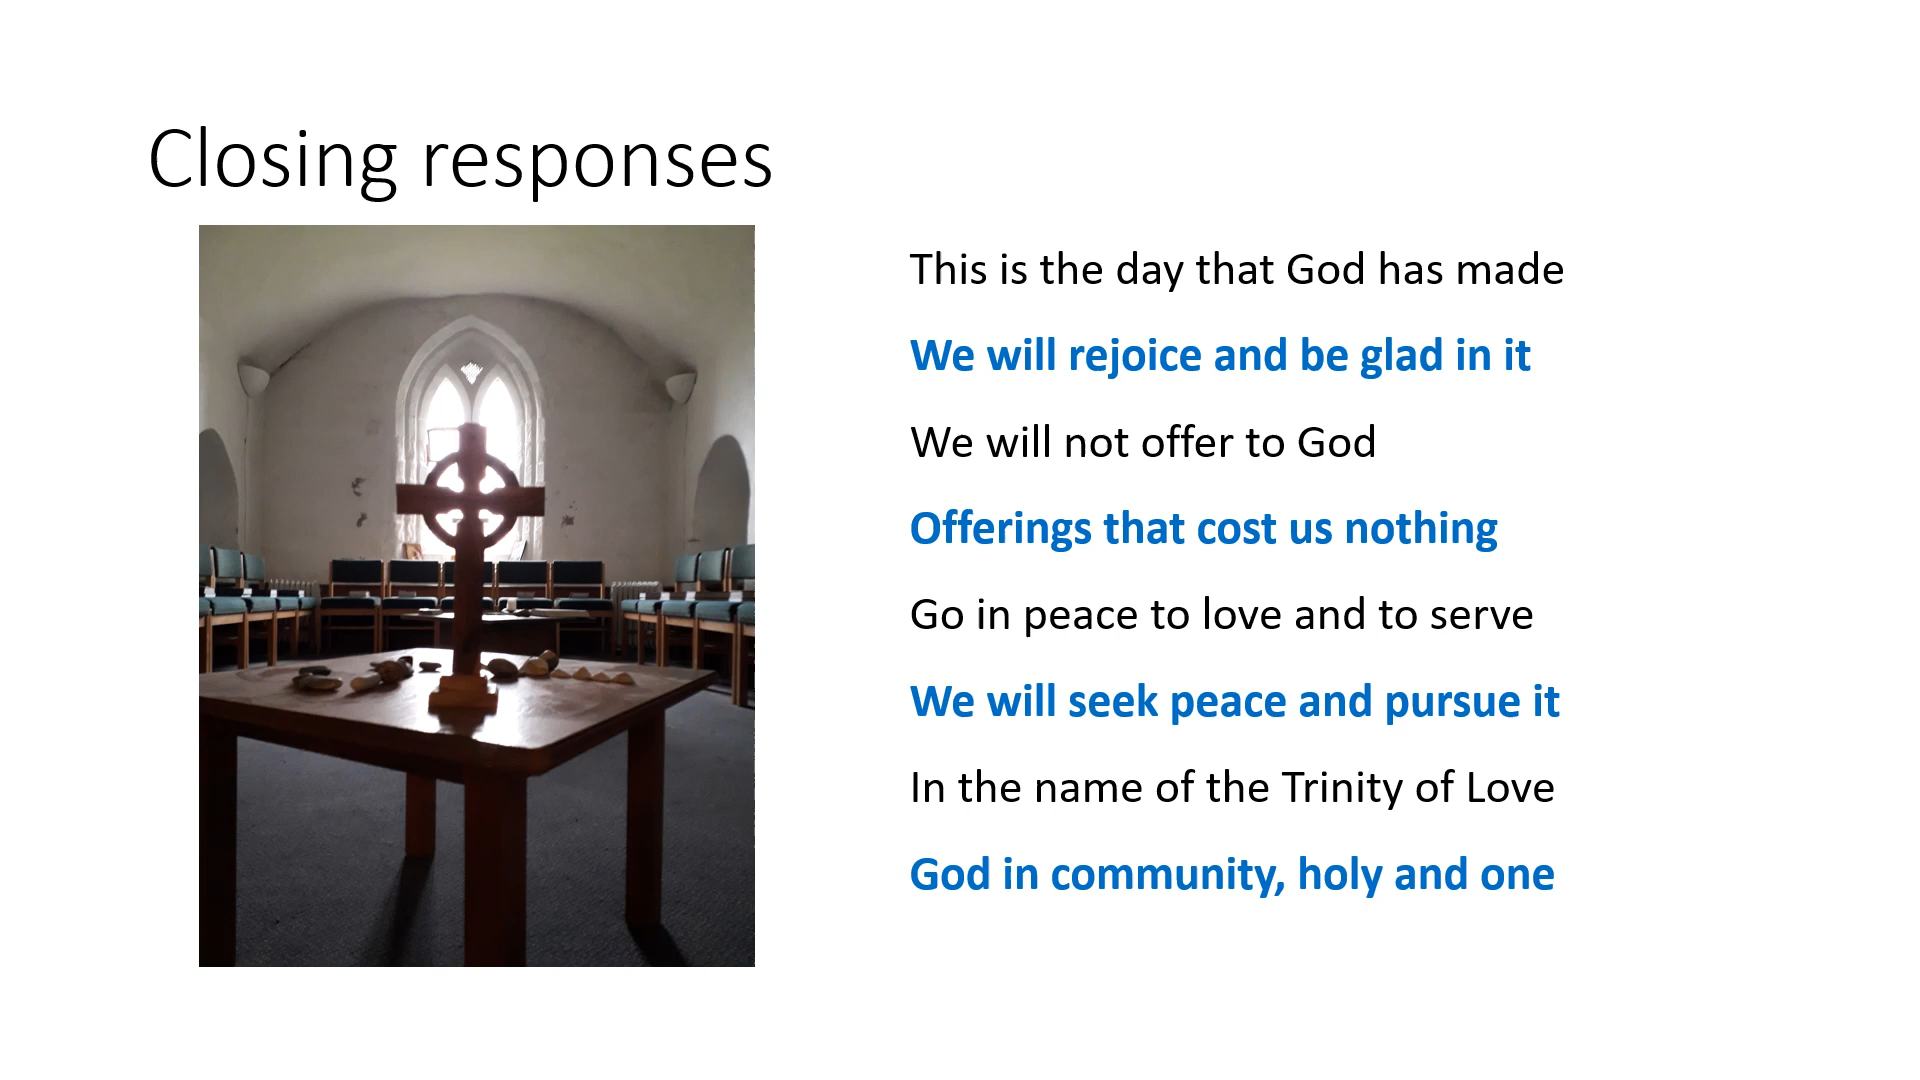 Closing responses
This is the day that God has made
We will rejoice and be glad in it
We will not offer to God
Offerings that cost us nothing
Go in peace to love and to serve
We will seek peace and pursue it
In the name of the Trinity of Love
God in community, holy and one